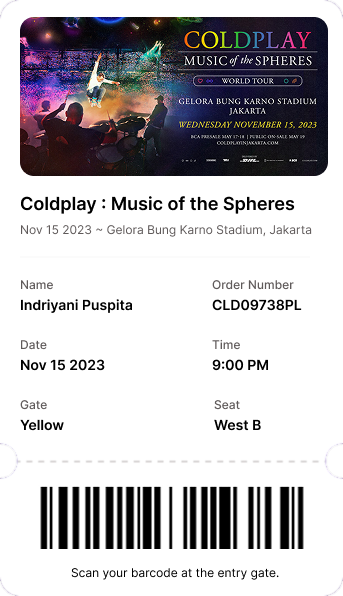 COLDPLAY
MUSIC of the SPHERES
WORLD TOUR
GELORA BUNG KARNO STADIUM
JAKARTA
WEDNESDAY NOVEMBER 15, 2023
BCA PRESALE MAY 17-18 | PUBLIC ON-SALE MAY 19
COLDPLAYINJAKARTA.COM
Coldplay : Music of the Spheres
Nov 15 2023 ~ Gelora Bung Karno Stadium, Jakarta
Name
Order Number
Indriyani Puspita
CLD09738PL
Date
Time
Nov 15 2023
9:00 PM
Gate
Seat
Yellow
West B
Scan your barcode at the entry gate.